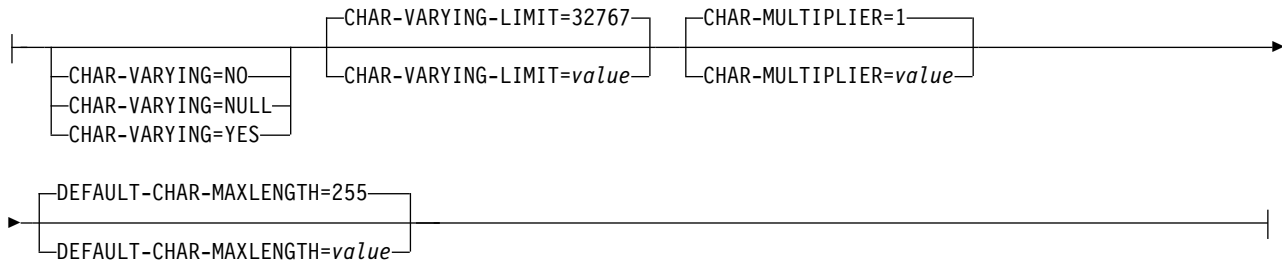 CHAR-VARYING-LIMIT=32767 CHAR-MULTIPLIER=1
CHAR-VARYING=NO CHAR-VARYING-LIMIT=value CHAR-MULTIPLIER=value
CHAR-VARYING=NULL
CHAR-VARYING=YES
DEFAULT-CHAR-MAXLENGTH=255
DEFAULT-CHAR-MAXLENGTH=value